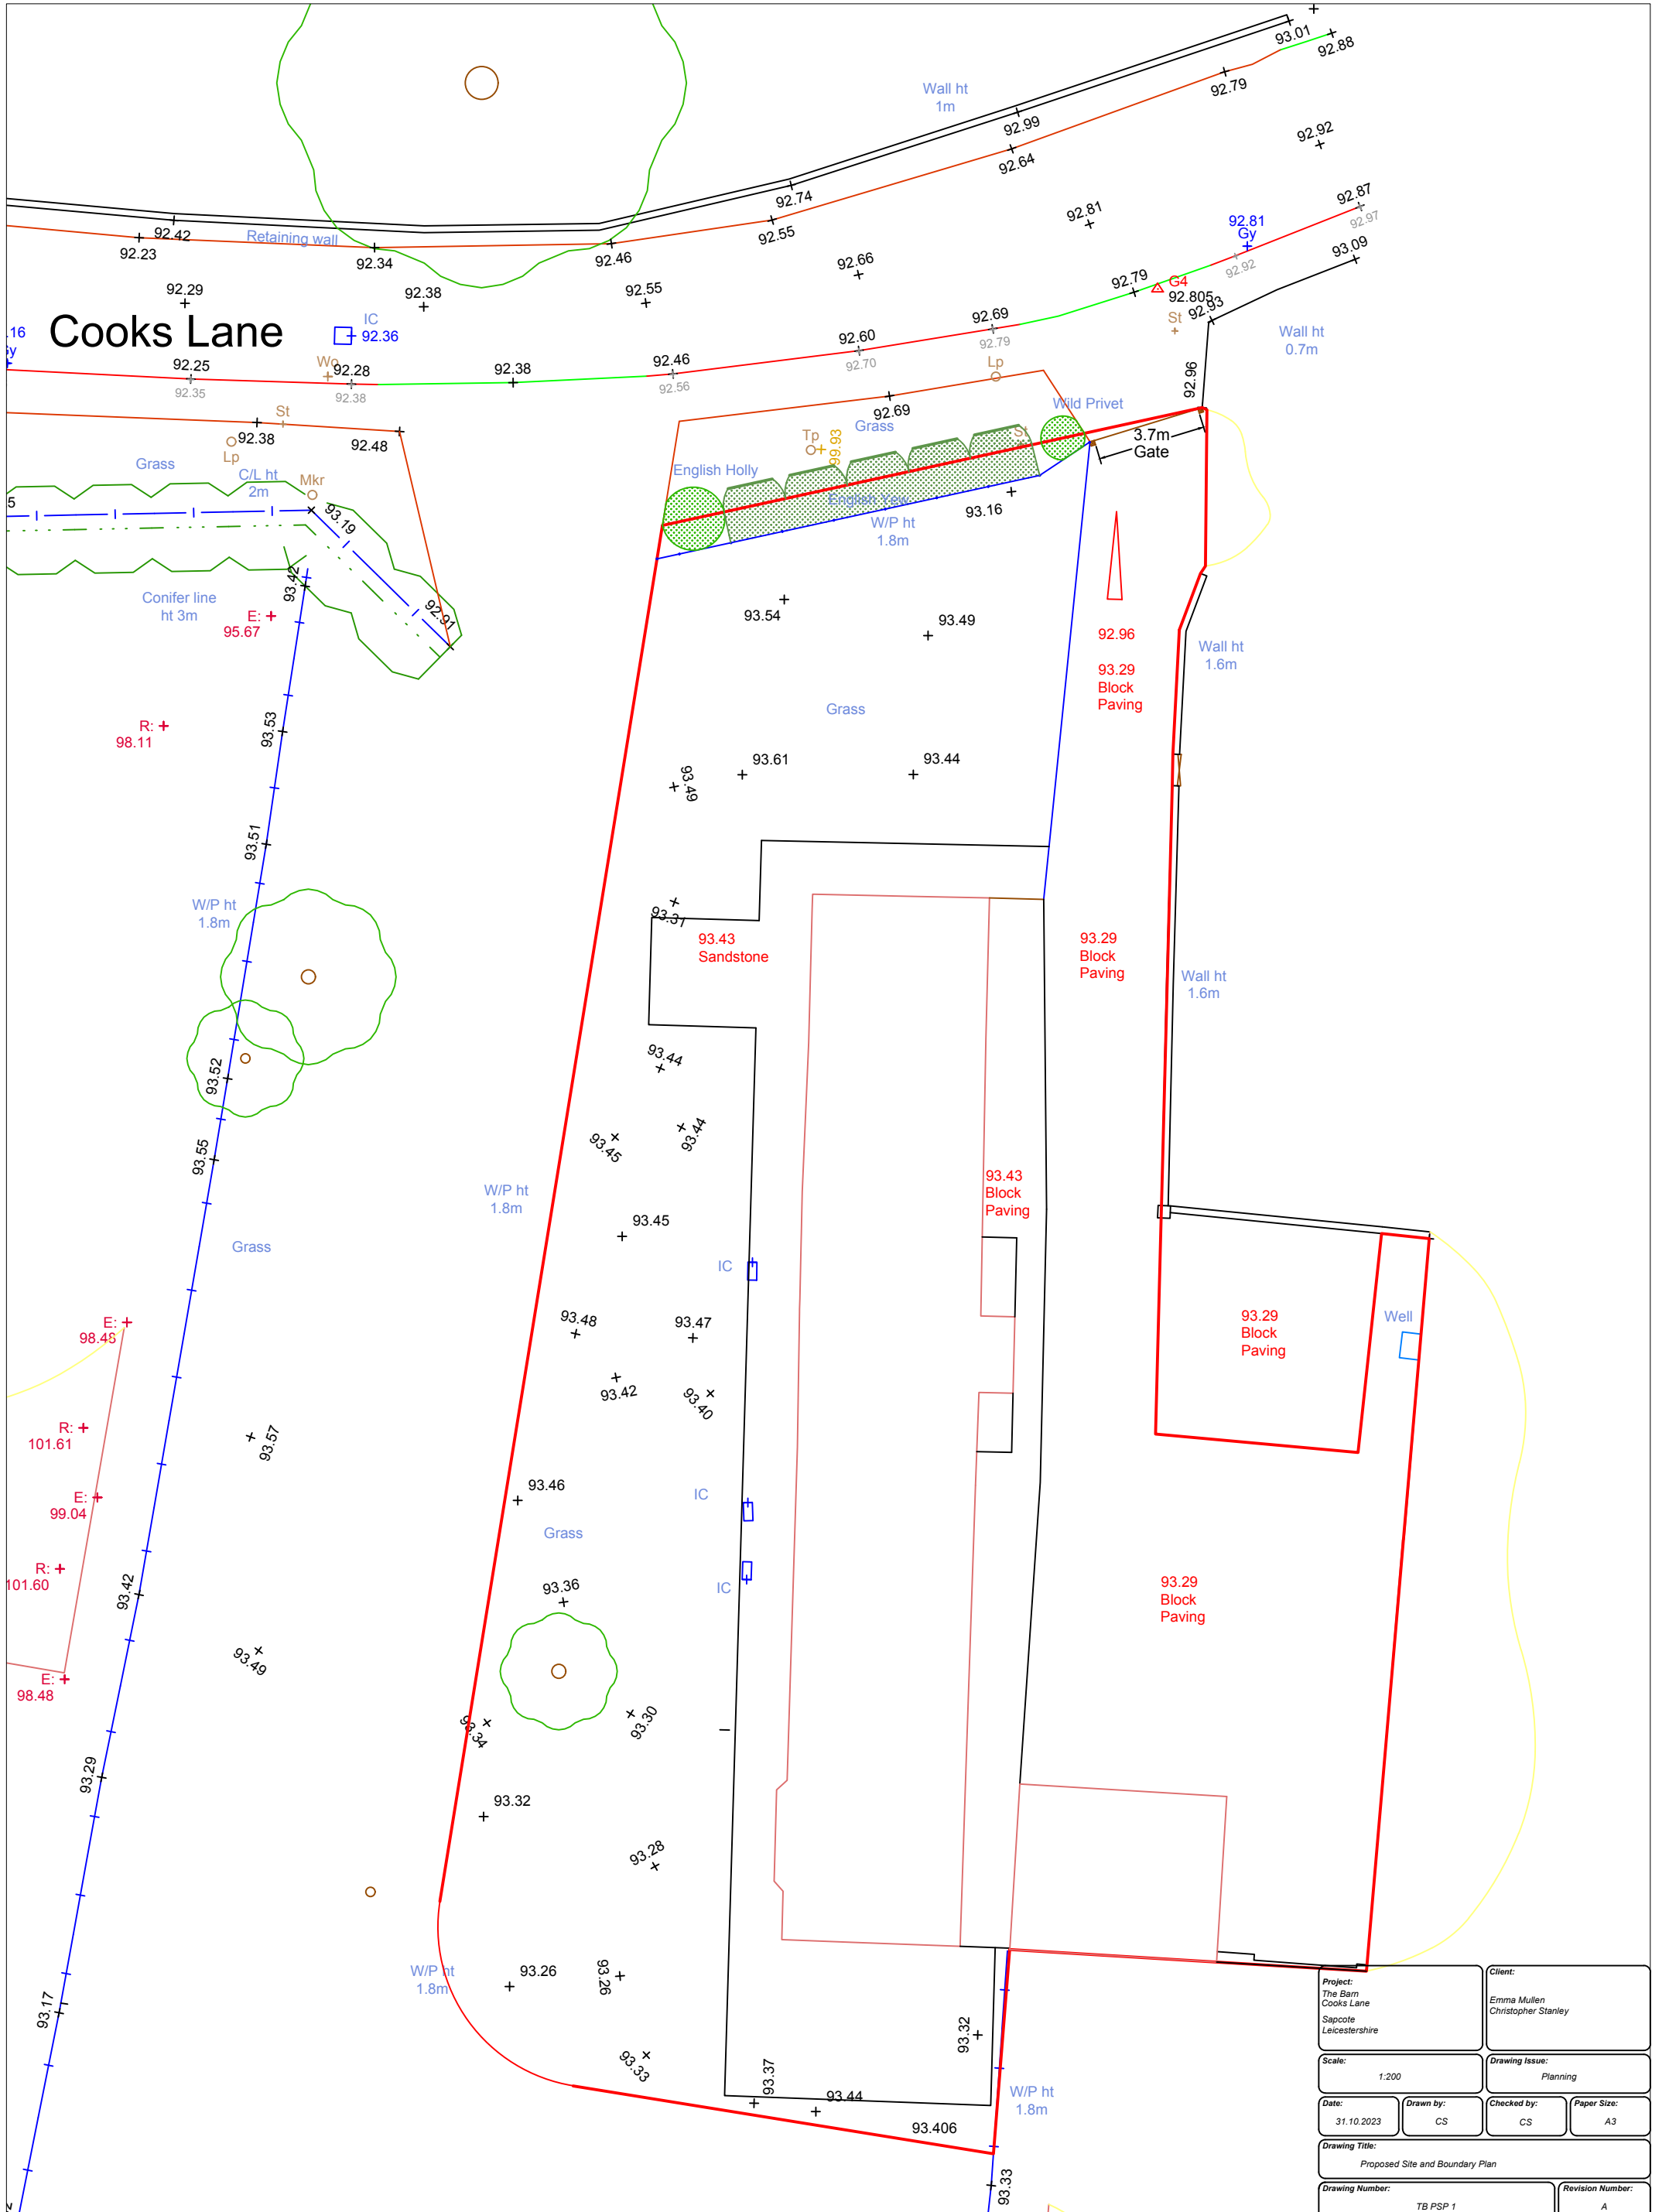 93.01
92.88
Wall ht
1m
92.79
92.99
92.64
92.92
92.74
92.55
92.81
92.87
92.97
92.81
Gy
92.92
93.09
92.42
92.23
Retaining wall
92.34
92.46
92.66
92.29
92.38
92.55
92.79
G4
92.805
92.93
St
Wall ht
0.7m
Cooks Lane
IC
92.36
.16
92.69
92.79
92.60
92.70
92.46
92.56
92.38
92.25
92.35
Wo
92.28
92.38
Lp
92.96
Wild Privet
92.69
Grass
St
92.38
Lp
92.48
Tp
99.93
St
3.7m
Gate
Grass
C/L ht
2m
Mkr
English Holly
English Yew
5
93.19
W/P ht
1.8m
93.16
93.42
Conifer line
ht 3m
E:
95.67
92.91
93.54
93.49
92.96
93.29
Block
Paving
Wall ht
1.6m
R:
98.11
93.53
Grass
93.61
93.44
93.49
93.51
W/P ht
1.8m
93.31
93.43
Sandstone
93.29
Block
Paving
Wall ht
1.6m
93.44
93.52
93.44
93.45
93.55
W/P ht
1.8m
93.43
Block
Paving
93.45
Grass
IC
93.48
93.47
93.29
Block
Paving
Well
E:
98.48
93.42
93.40
R:
101.61
93.57
93.46
IC
E:
99.04
Grass
R:
101.60
93.42
93.36
IC
93.29
Block
Paving
93.49
E:
98.48
93.34
93.30
93.29
93.32
93.28
W/P ht
1.8m
93.26
93.26
93.17
93.32
93.33
93.37
93.44
93.406
W/P ht
1.8m
93.33
Project:
The Barn
Cooks Lane
Sapcote
Leicestershire
Client:
Emma Mullen
Christopher Stanley
Scale:
1:200
Drawing Issue:
Planning
Date:
31.10.2023
Drawn by:
CS
Checked by:
CS
Paper Size:
A3
Drawing Title:
Proposed Site and Boundary Plan
Drawing Number:
TB PSP 1
Revision Number:
A